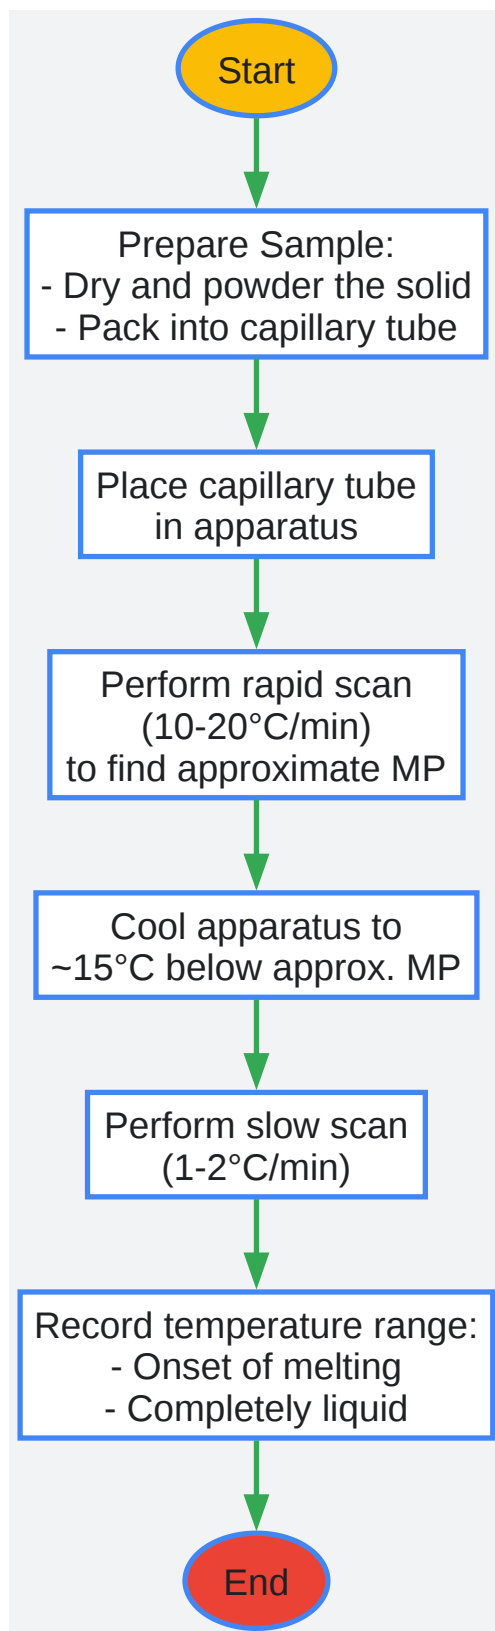 Start
Prepare Sample:
- Dry and powder the solid
- Pack into capillary tube
Place capillary tube
in apparatus
Perform rapid scan
(10-20°C/min)
to find approximate MP
Cool apparatus to
~15°C below approx. MP
Perform slow scan
(1-2°C/min)
Record temperature range:
- Onset of melting
- Completely liquid
End